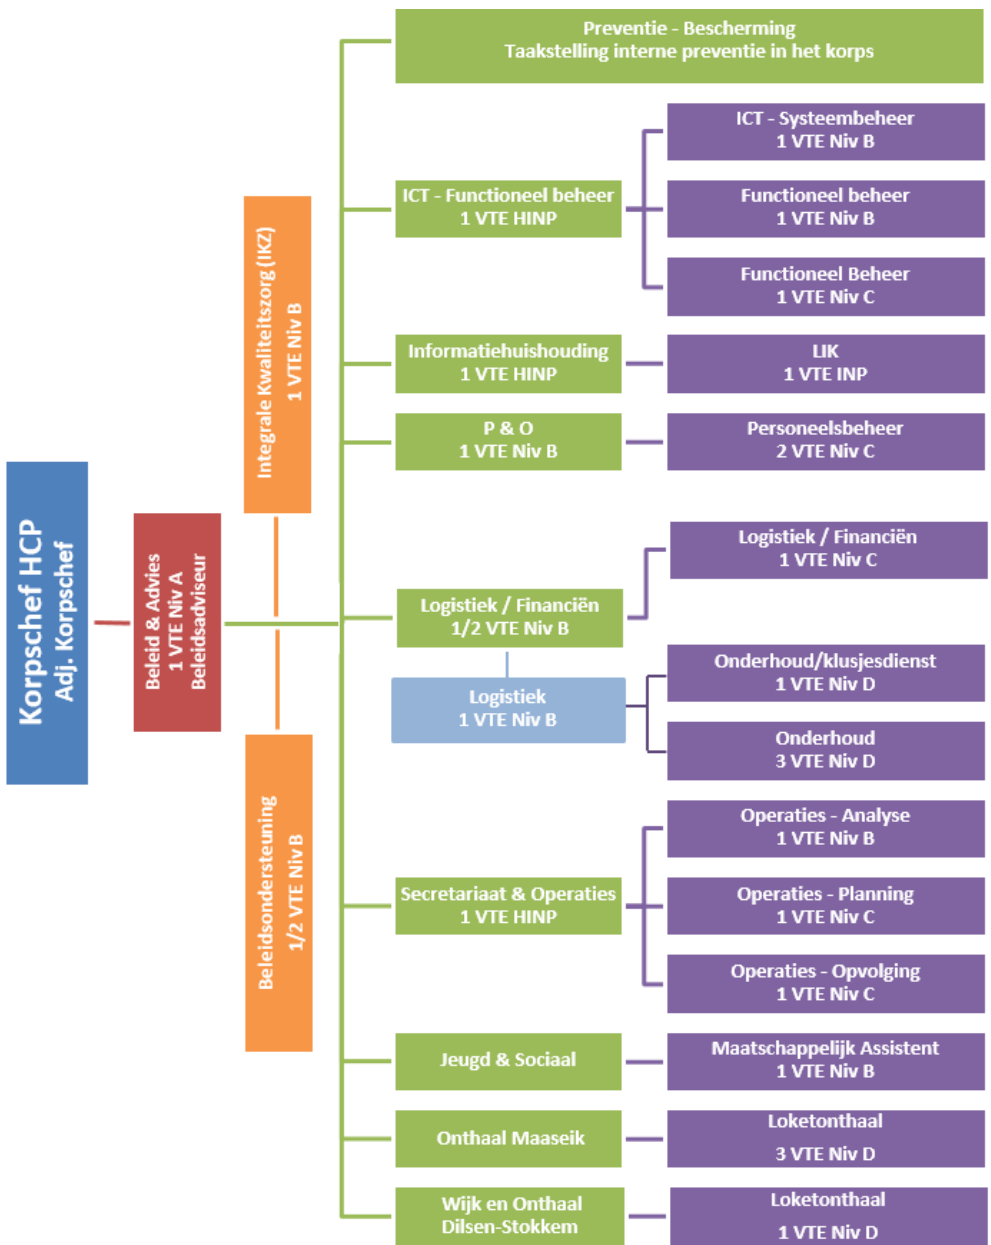 Korpschef HCP
Adj. Korpschef
Beleid & Advies
1 VTE Niv A
Beleidsadviseur
Integrale Kwaliteitszorg (IKZ)
1 VTE Niv B
Beleidsondersteuning
1/2 VTE Niv B
Preventie - Bescherming
Taakstelling interne preventie in het korps
ICT - Functioneel beheer
1 VTE HINP
ICT - Systeembeheer
1 VTE Niv B
Functioneel beheer
1 VTE Niv B
Functioneel Beheer
1 VTE Niv C
Informatiehuishouding
1 VTE HINP
LIK
1 VTE INP
P & O
1 VTE Niv B
Personeelsbeheer
2 VTE Niv C
Logistiek / Financiën
1/2 VTE Niv B
Logistiek / Financiën
1 VTE Niv C
Logistiek
1 VTE Niv B
Onderhoud/klusjesdienst
1 VTE Niv D
Onderhoud
3 VTE Niv D
Secretariaat & Operaties
1 VTE HINP
Operaties - Analyse
1 VTE Niv B
Operaties - Planning
1 VTE Niv C
Operaties - Opvolging
1 VTE Niv C
Jeugd & Sociaal
Maatschappelijk Assistent
1 VTE Niv B
Onthaal Maaseik
Loketonthaal
3 VTE Niv D
Wijk en Onthaal
Dilsen-Stokkem
Loketonthaal
1 VTE Niv D